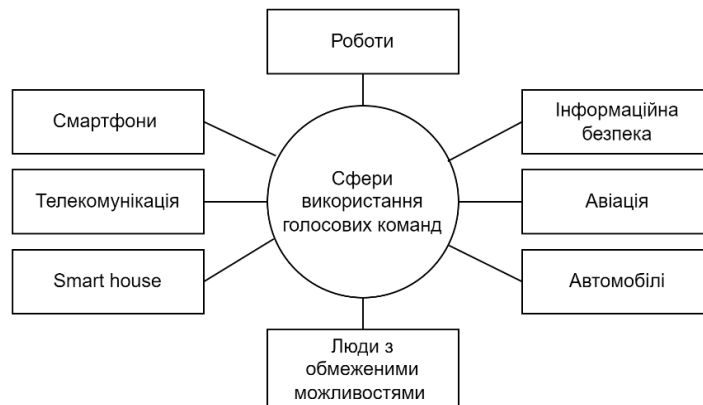 Роботи
Смартфони
Інформаційна
безпека
Сфери
використання
голосових команд
Телекомунікація
Авіація
Smart house
Автомобілі
Люди з
обмеженими
можливостями